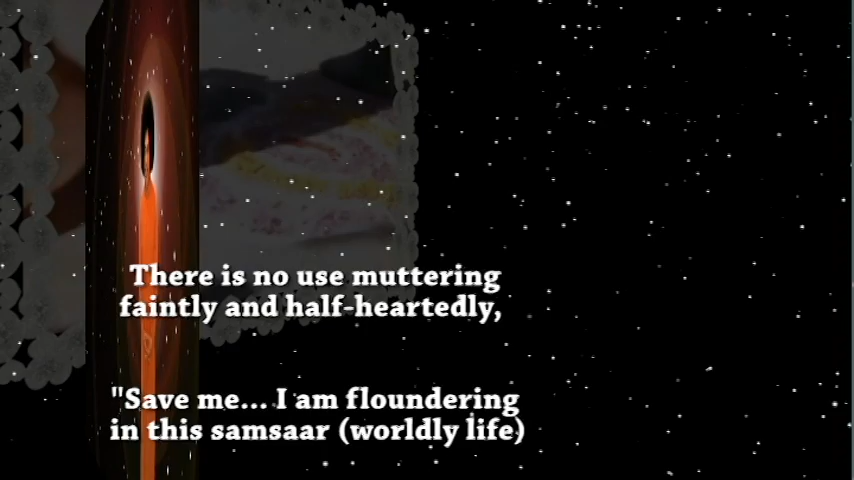 There is no use muttering
faintly and half-heartedly,
"Save me... I am floundering
in this samsaar (worldly life)